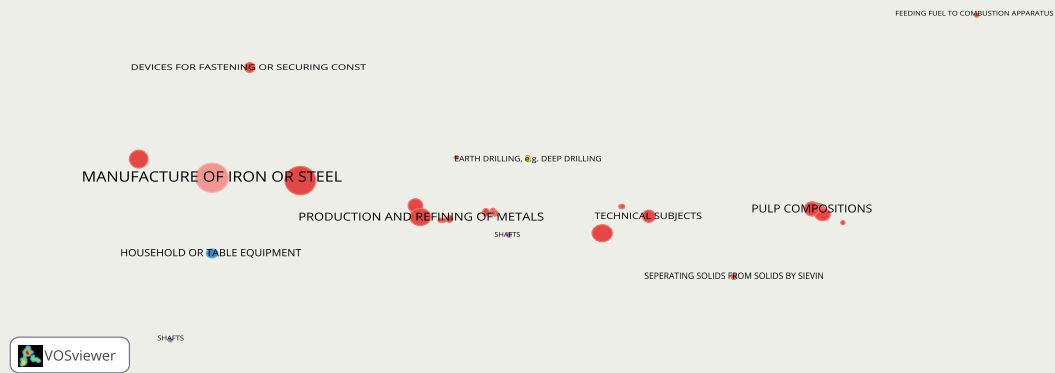 FEEDING FUEL TO COMBUSTION APPARATUS
DEVICES FOR FASTENING OR SECURING CONST
EARTH DRILLING, e.g. DEEP DRILLING
MANUFACTURE OF IRON OR STEEL
PULP COMPOSITIONS
PRODUCTION AND REFINING OF METALS
TECHNICAL SUBJECTS
SHAFTS
HOUSEHOLD OR TABLE EQUIPMENT
SEPERATING SOLIDS FROM SOLIDS BY SIEVIN
SHAFTS
VOSviewer